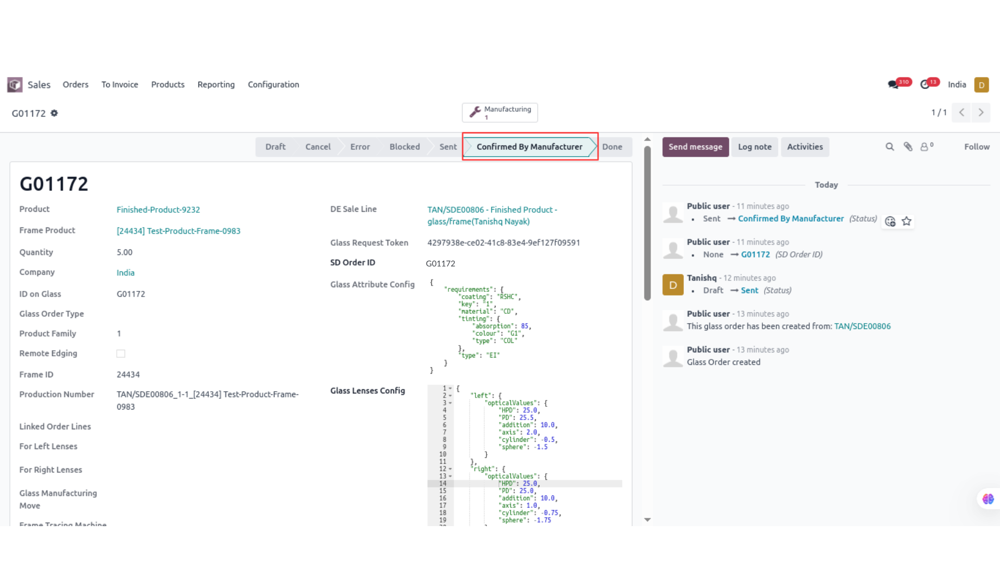 Sales Orders To Invoice Products Reporting Configuration 310 13 India D
G01172
Manufacturing
1
1 / 1
Draft Cancel Error Blocked Sent Confirmed By Manufacturer Done
G01172
Product Finished-Product-9232
Frame Product [24434] Test-Product-Frame-0983
Quantity 5.00
Company India
ID on Glass G01172
Glass Order Type
Product Family 1
Remote Edging
Frame ID 24434
Production Number TAN/SDE00806_1-1_[24434] Test-Product-Frame-
0983
Linked Order Lines
For Left Lenses
For Right Lenses
Glass Manufacturing
Move
Frame Tracing Machine
DE Sale Line TAN/SDE00806 - Finished Product -
glass/frame(Tanishq Nayak)
Glass Request Token 4297938e-ce02-41c8-83e4-9ef127f09591
SD Order ID G01172
Glass Attribute Config {
"requirements": {
"coating": "RSHC",
"key": "1",
"material": "CD",
"tinting": {
"absorption": 85,
"colour": "G1",
"type": "COL"
},
"type": "EI"
}
}
Glass Lenses Config
1 {
2 "left": {
3 "opticalValues": {
4 "HPD": 25.0,
5 "PD": 25.5,
6 "addition": 10.0,
7 "axis": 2.0,
8 "cylinder": -0.5,
9 "sphere": -1.5
10 }
11 },
12 "right": {
13 "opticalValues": {
14 "HPD": 25.0,
15 "PD": 25.0,
16 "addition": 10.0,
17 "axis": 1.0,
18 "cylinder": -0.75,
19 "sphere": -1.75
Send message Log note Activities 0 Follow
Today
Public user - 11 minutes ago
• Sent → Confirmed By Manufacturer (Status)
Public user - 11 minutes ago
• None → G01172 (SD Order ID)
D
Tanishq - 12 minutes ago
• Draft → Sent (Status)
Public user - 13 minutes ago
This glass order has been created from: TAN/SDE00806
Public user - 13 minutes ago
Glass Order created